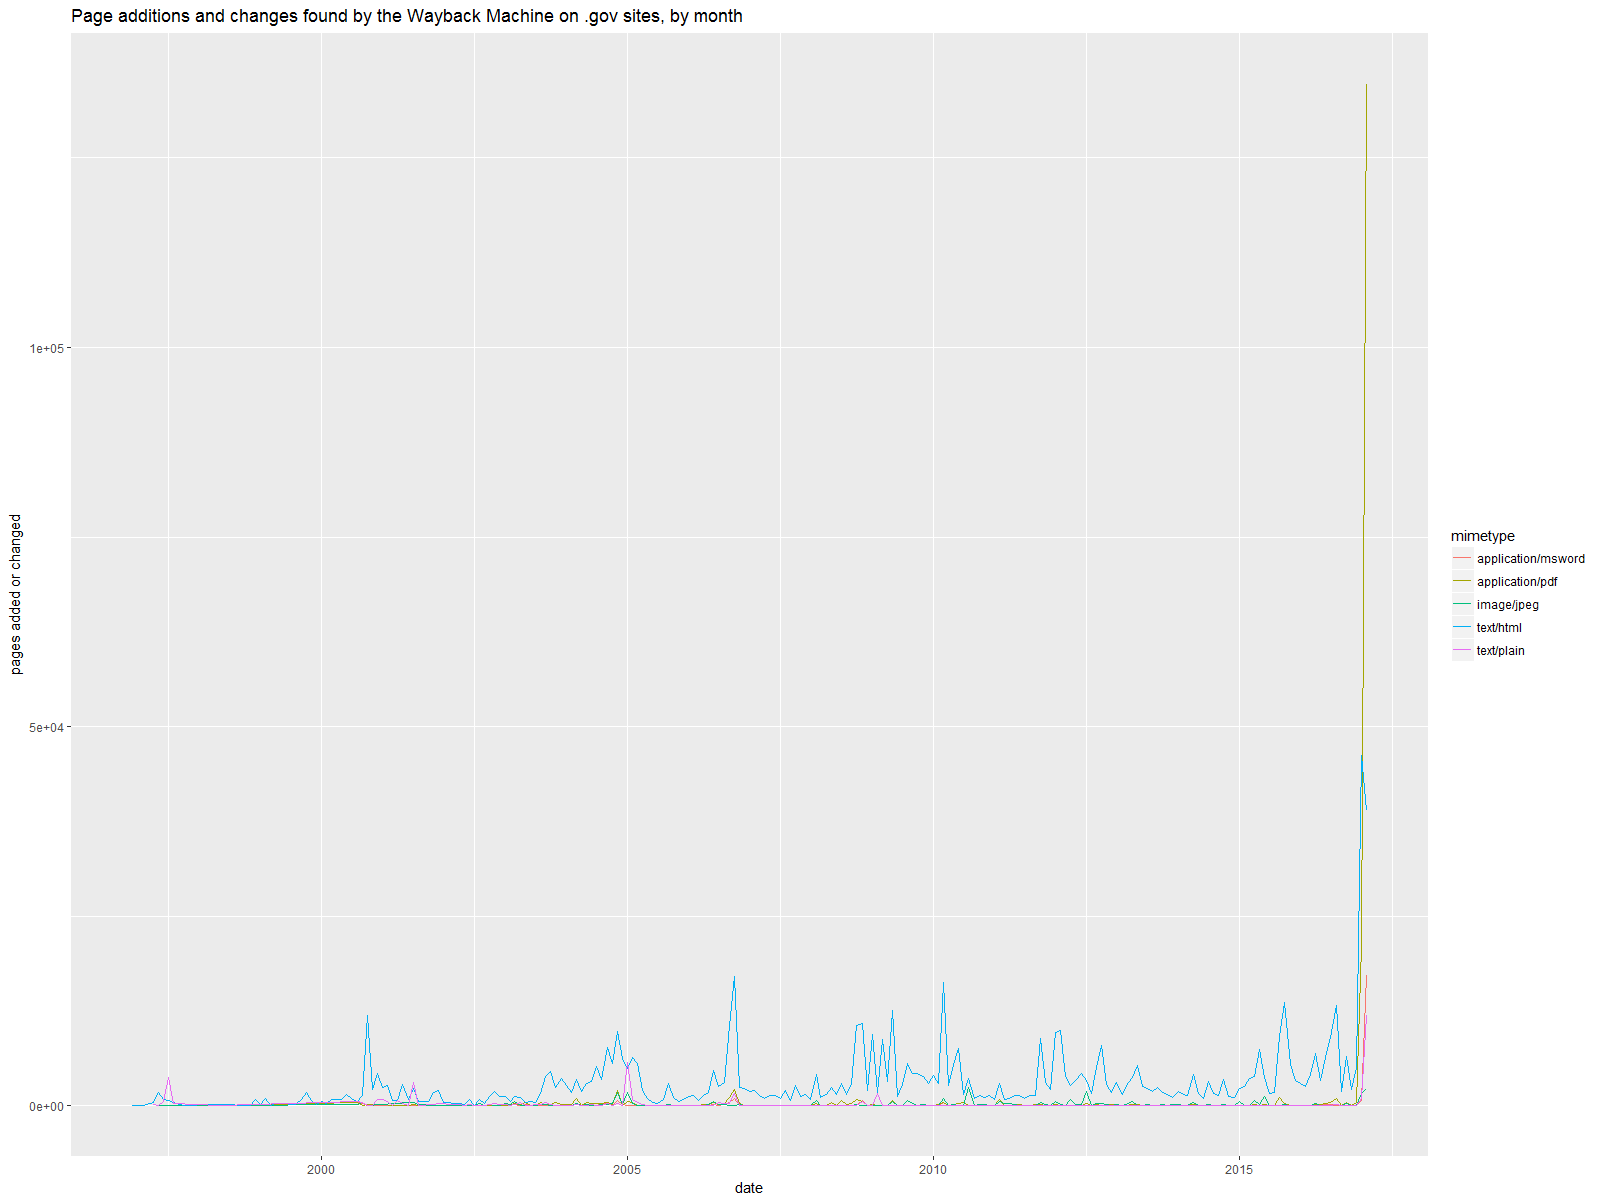 Page additions and changes found by the Wayback Machine on .gov sites, by month
1e+05
5e+04
0e+00
pages added or changed
2000
2005
2010
2015
date
mimetype
application/msword
application/pdf
image/jpeg
text/html
text/plain